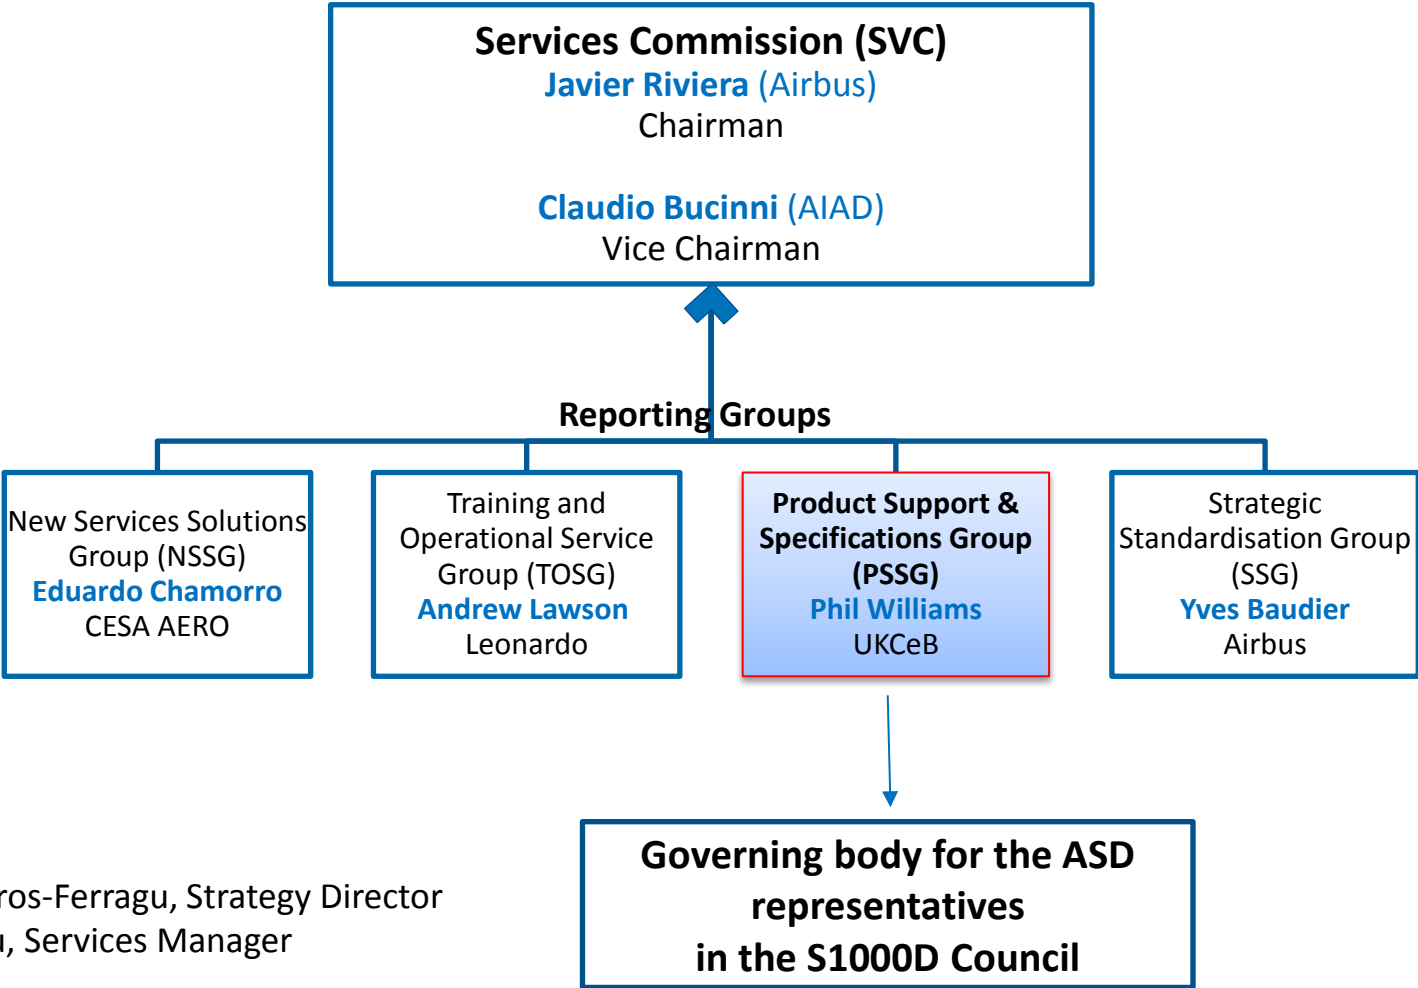 Services Commission (SVC)
Javier Riviera (Airbus)
Chairman
Claudio Bucinni (AIAD)
Vice Chairman
Reporting Groups
New Services Solutions
Group (NSSG)
Eduardo Chamorro
CESA AERO
Training and
Operational Service
Group (TOSG)
Andrew Lawson
Leonardo
Product Support &
Specifications Group
(PSSG)
Phil Williams
UKCeB
Strategic
Standardisation Group
(SSG)
Yves Baudier
Airbus
Governing body for the ASD
representatives
in the S1000D Council
ros-Ferragu, Strategy Director
, Services Manager